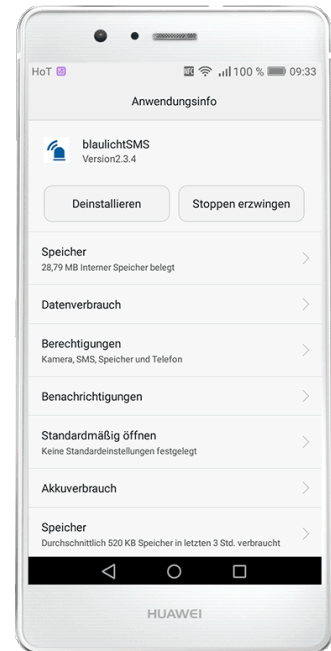 HoT 100 % 09:33
Anwendungsinfo
blaulichtSMS
Version2.3.4
Deinstallieren Stoppen erzwingen
Speicher
28,79 MB Interner Speicher belegt
Datenverbrauch
Berechtigungen
Kamera, SMS, Speicher und Telefon
Benachrichtigungen
Standardmäßig öffnen
Keine Standardeinstellungen festgelegt
Akkuverbrauch
Speicher
Durchschnittlich 520 KB Speicher in letzten 3 Std. verbraucht
HUAWEI